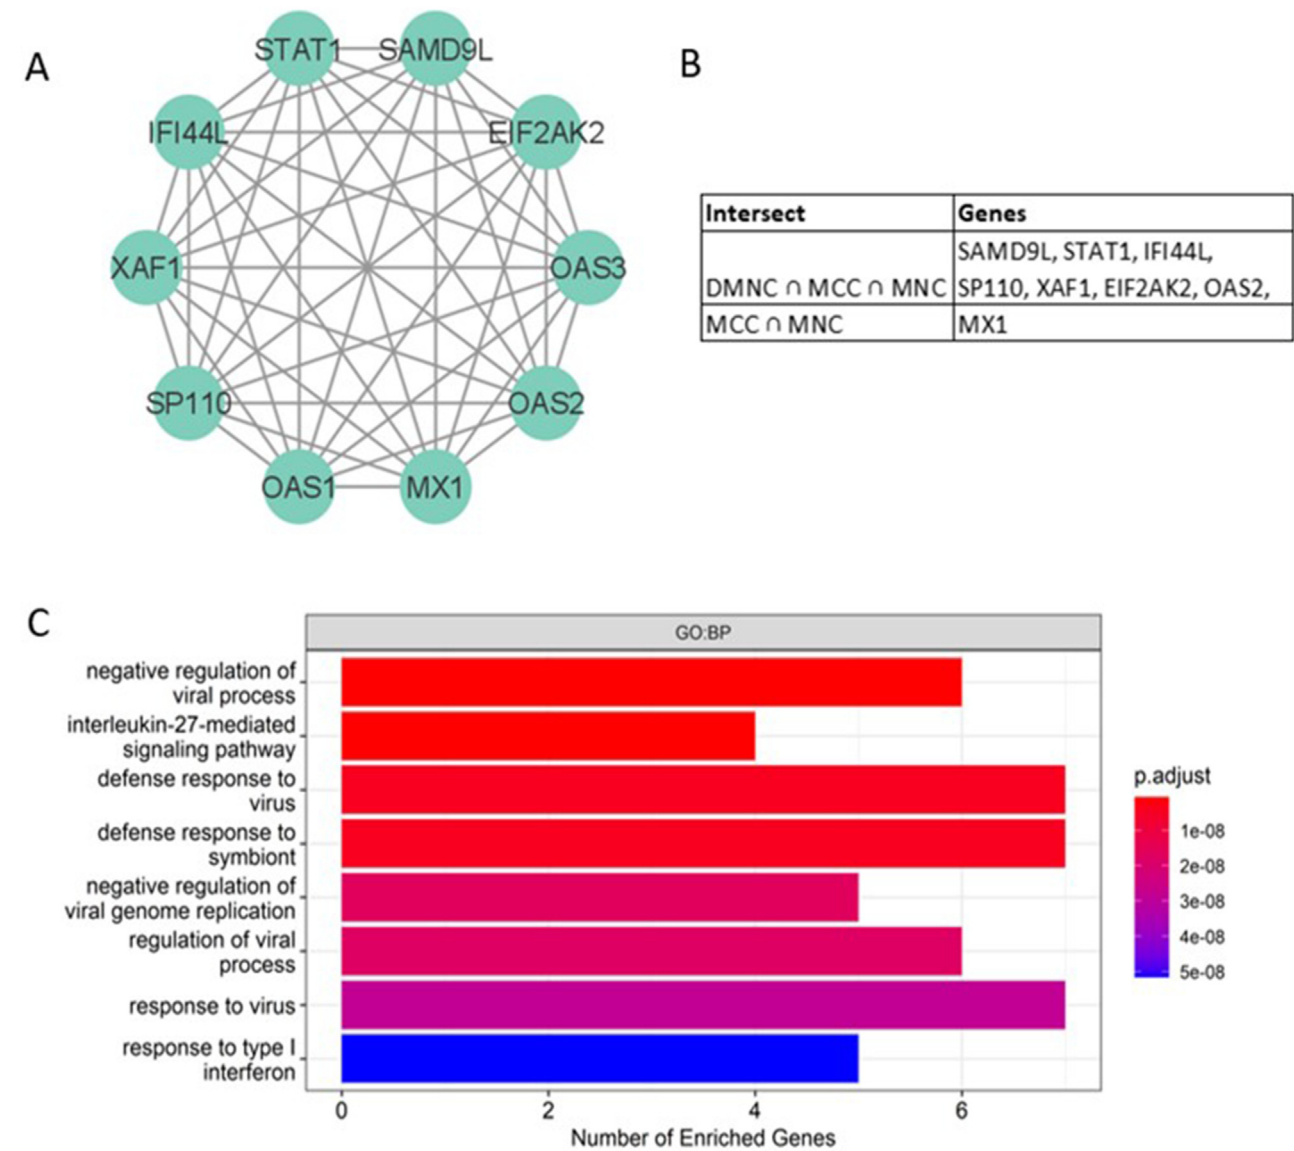 A
STAT1
SAMD9L
IFI44L
EIF2AK2
XAF1
OAS3
SP110
OAS2
OAS1
MX1
B
Intersect
Genes
SAMD9L, STAT1, IFI44L,
DMNC ∩ MCC ∩ MNC
SP110, XAF1, EIF2AK2, OAS2,
MCC ∩ MNC
MX1
C
GO:BP
negative regulation of
viral process
interleukin-27-mediated
signaling pathway
defense response to
virus
defense response to
symbiont
negative regulation of
viral genome replication
regulation of viral
process
response to virus
response to type I
interferon
0
2
4
6
Number of Enriched Genes
p.adjust
1e-08
2e-08
3e-08
4e-08
5e-08